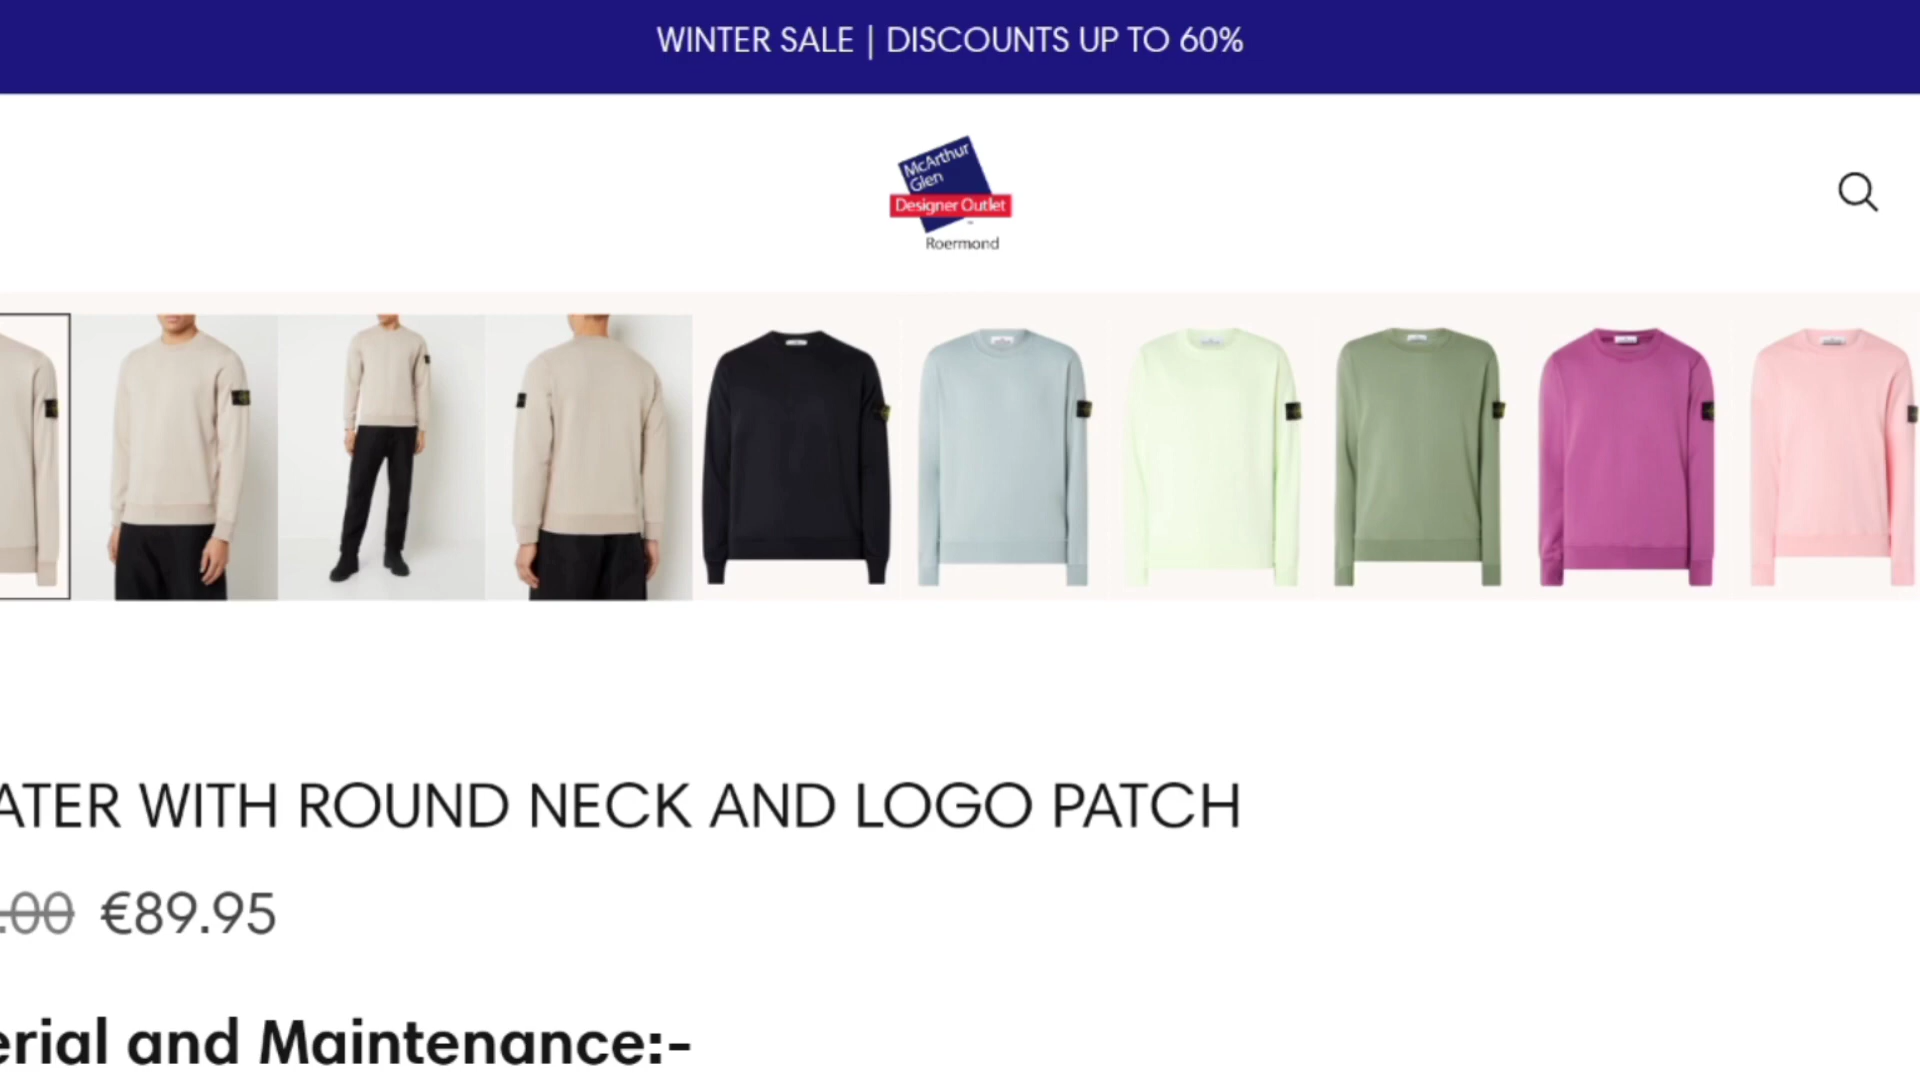 WINTER SALE | DISCOUNTS UP TO 60%
McArthur
Glen
Designer Outlet
Roermond
ATER WITH ROUND NECK AND LOGO PATCH
.00 €89.95
erial and Maintenance:-